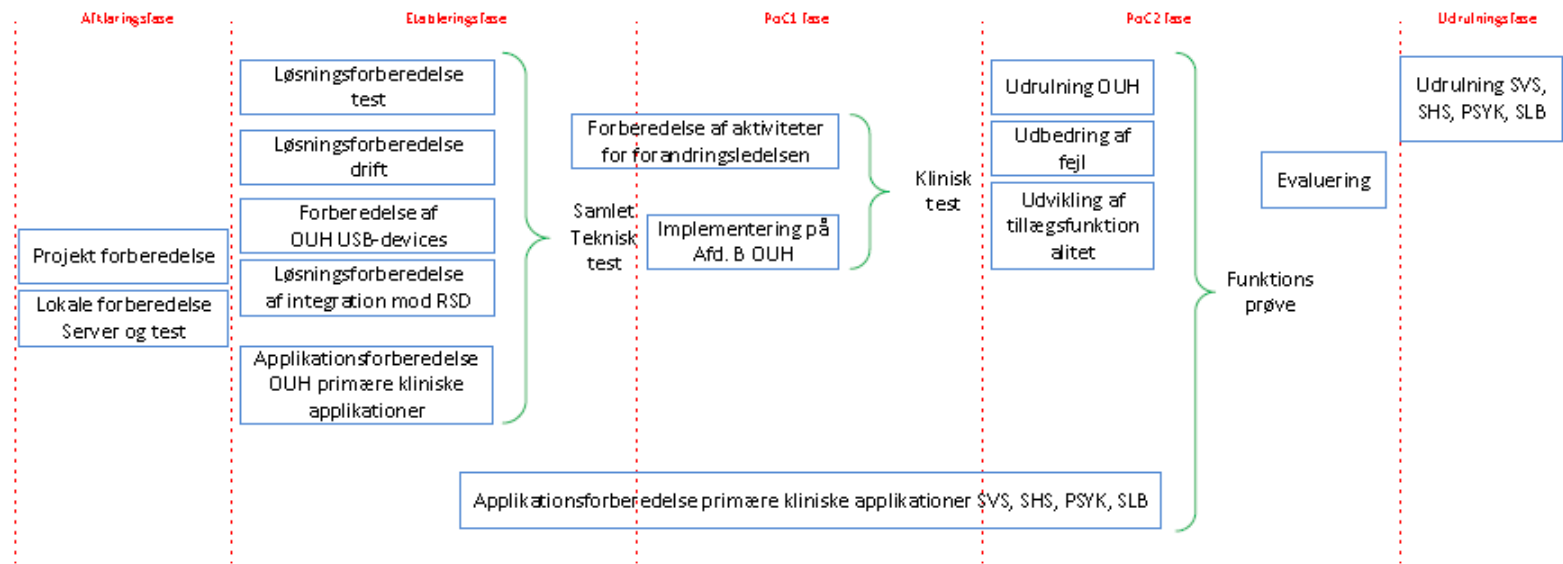 Afklaringsfase
Etableringsfase
PoC1 fase
PoC2 fase
Udrulningsfase
Projekt forberedelse
Lokale forberedelse
Server og test
Løsningsforberedelse
test
Løsningsforberedelse
drift
Forberedelse af
OUH USB-devices
Løsningsforberedelse
af integration mod RSD
Applikationsforberedelse
OUH primære kliniske
applikationer
Samlet
Teknisk
test
Forberedelse af aktiviteter
for forandringsledelsen
Implementering på
Afd. B OUH
Klinisk
test
Udrulning OUH
Udbedring af
fejl
Udvikling af
tillægsfunktion
alitet
Applikationsforberedelse primære kliniske applikationer SVS, SHS, PSYK, SLB
Funktions
prøve
Evaluering
Udrulning SVS,
SHS, PSYK, SLB